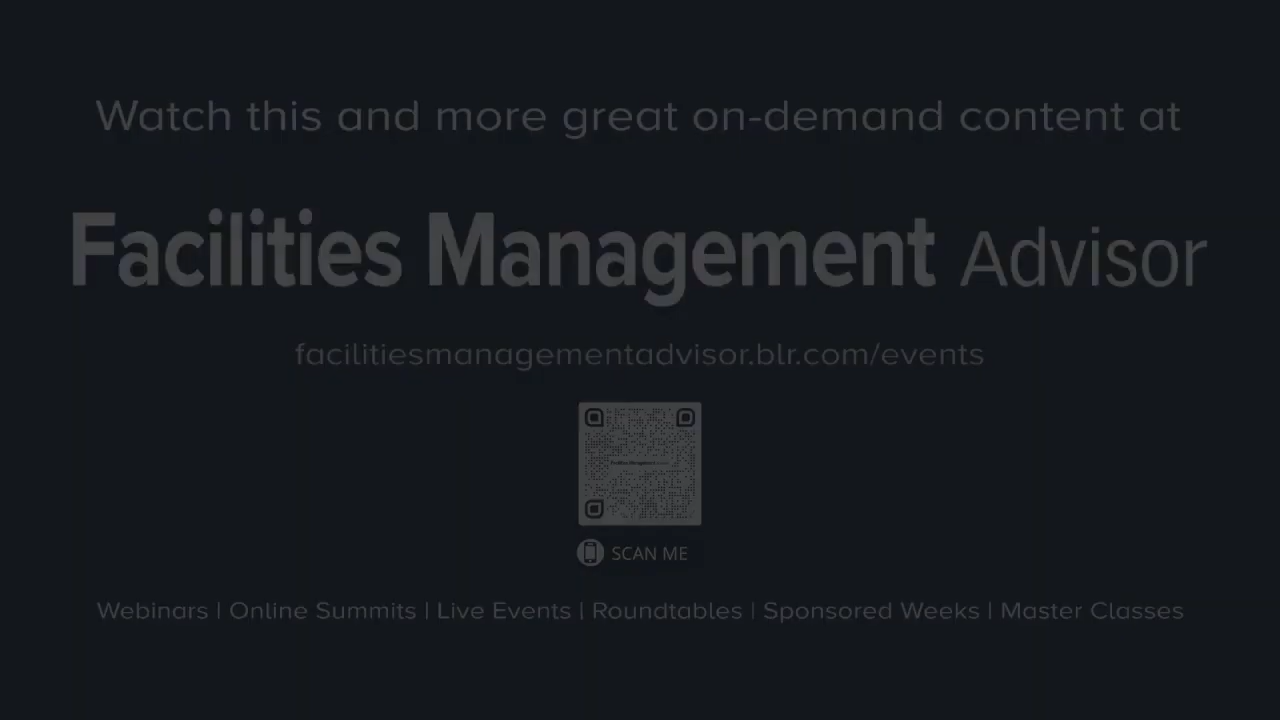 Watch this and more great on-demand content at
Facilities Management Advisor
facilitiesmanagementadvisor.blr.com/events
SCAN ME
Webinars | Online Summits | Live Events | Roundtables | Sponsored Weeks | Master Classes